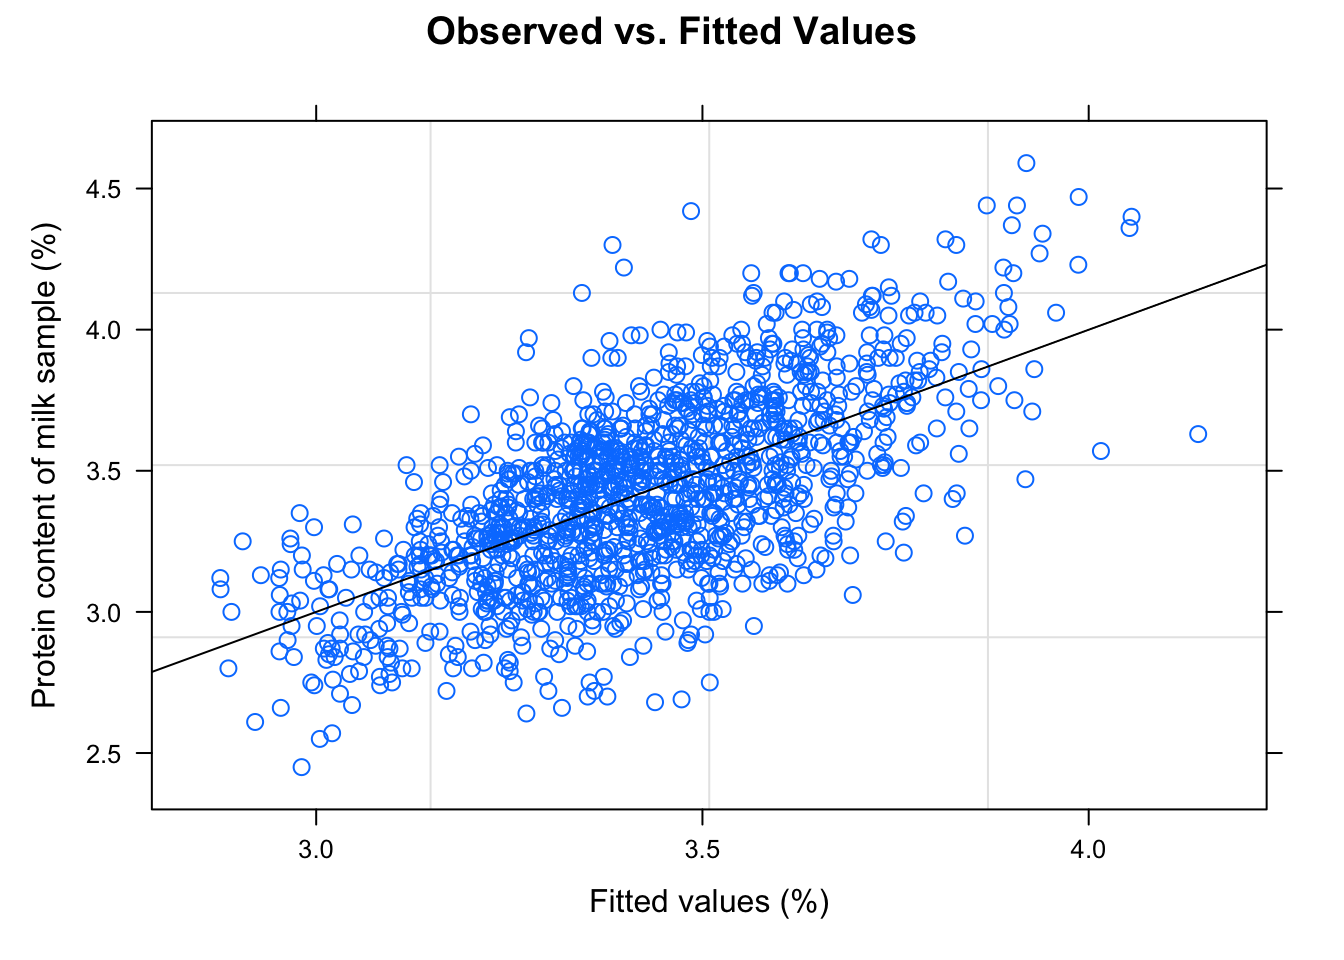 Observed vs. Fitted Values
Protein content of milk sample (%)
4.5
4.0
3.5
3.0
2.5
3.0 3.5 4.0
Fitted values (%)